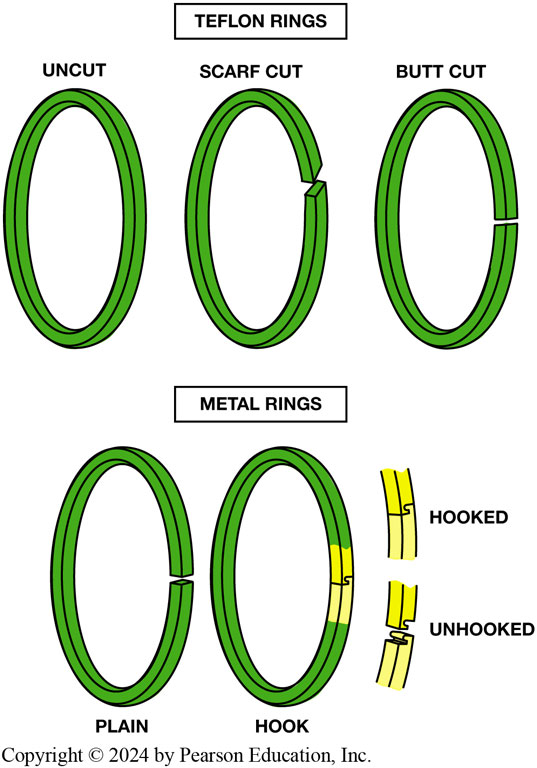 TEFLON RINGS
UNCUT
SCARF CUT
BUTT CUT
METAL RINGS
HOOKED
UNHOOKED
PLAIN
HOOK
Copyright © 2024 by Pearson Education, Inc.